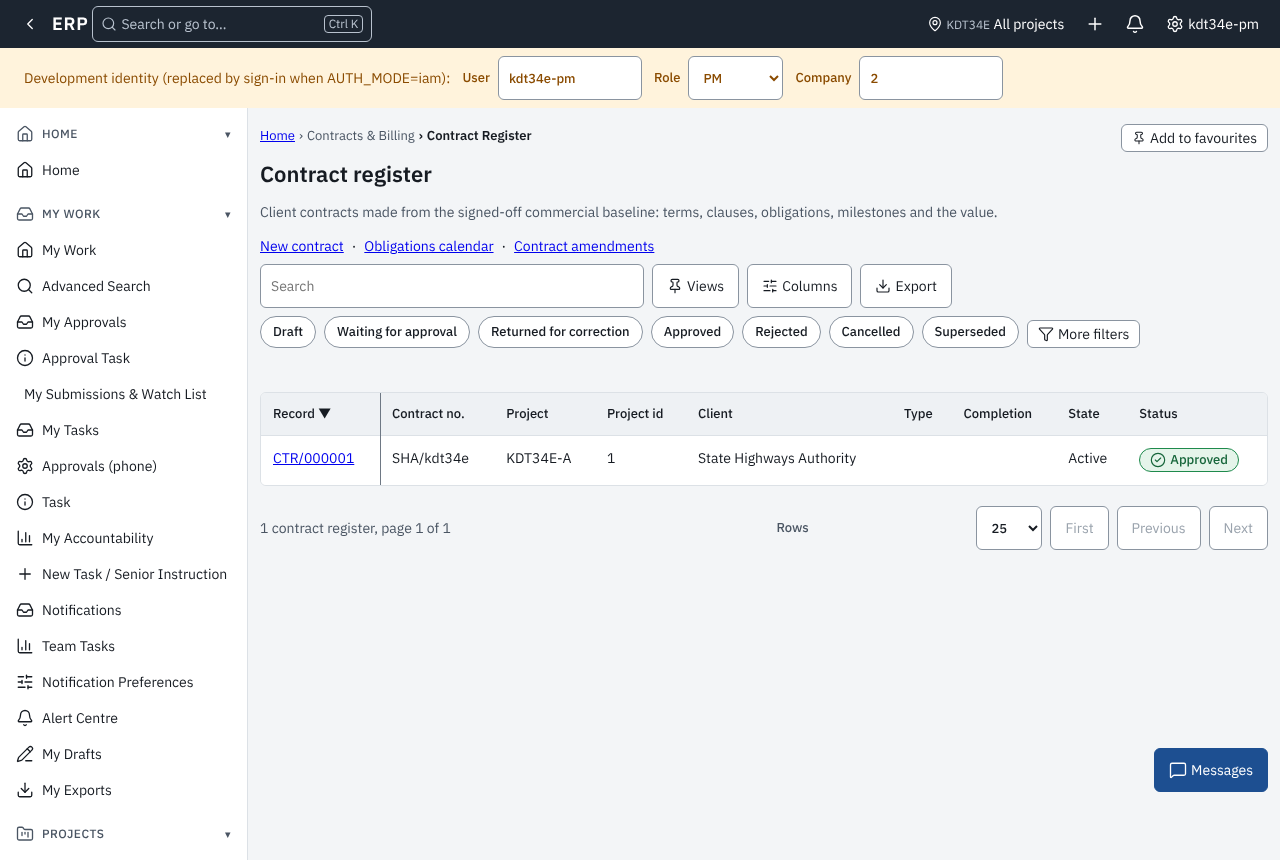 ERP Search or go to... Ctrl K KDT34E All projects kdt34e-pm
Development identity (replaced by sign-in when AUTH_MODE=iam): User kdt34e-pm Role PM Company 2
HOME
Home
MY WORK
My Work
Advanced Search
My Approvals
Approval Task
My Submissions & Watch List
My Tasks
Approvals (phone)
Task
My Accountability
New Task / Senior Instruction
Notifications
Team Tasks
Notification Preferences
Alert Centre
My Drafts
My Exports
PROJECTS
Home › Contracts & Billing › Contract Register
Add to favourites
Contract register
Client contracts made from the signed-off commercial baseline: terms, clauses, obligations, milestones and the value.
New contract · Obligations calendar · Contract amendments
Search Views Columns Export
Draft Waiting for approval Returned for correction Approved Rejected Cancelled Superseded More filters
Record ▼ Contract no. Project Project id Client Type Completion State Status
CTR/000001 SHA/kdt34e KDT34E-A 1 State Highways Authority Active Approved
1 contract register, page 1 of 1 Rows 25 First Previous Next
Messages